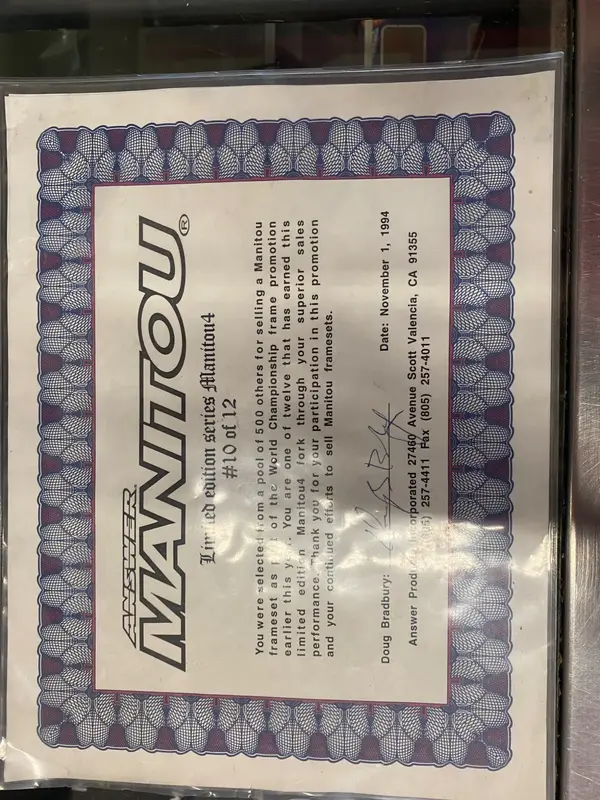 ANSWER
MANITOU®
Limited edition series Manitou4
#10 of 12
You were selected from a pool of 500 others for selling a Manitou
frameset as part of the World Championship frame promotion
earlier this You are one of twelve that has earned this
limited edition Manitou4 fork through your superior sales
performance. Thank you for your participation in this promotion
and your continued efforts to sell Manitou framesets.
Doug Bradbury: Date: November 1, 1994
Answer Incorporated 27460 Avenue Scott Valencia, CA 91355
257-4411 Fax (805) 257-4011